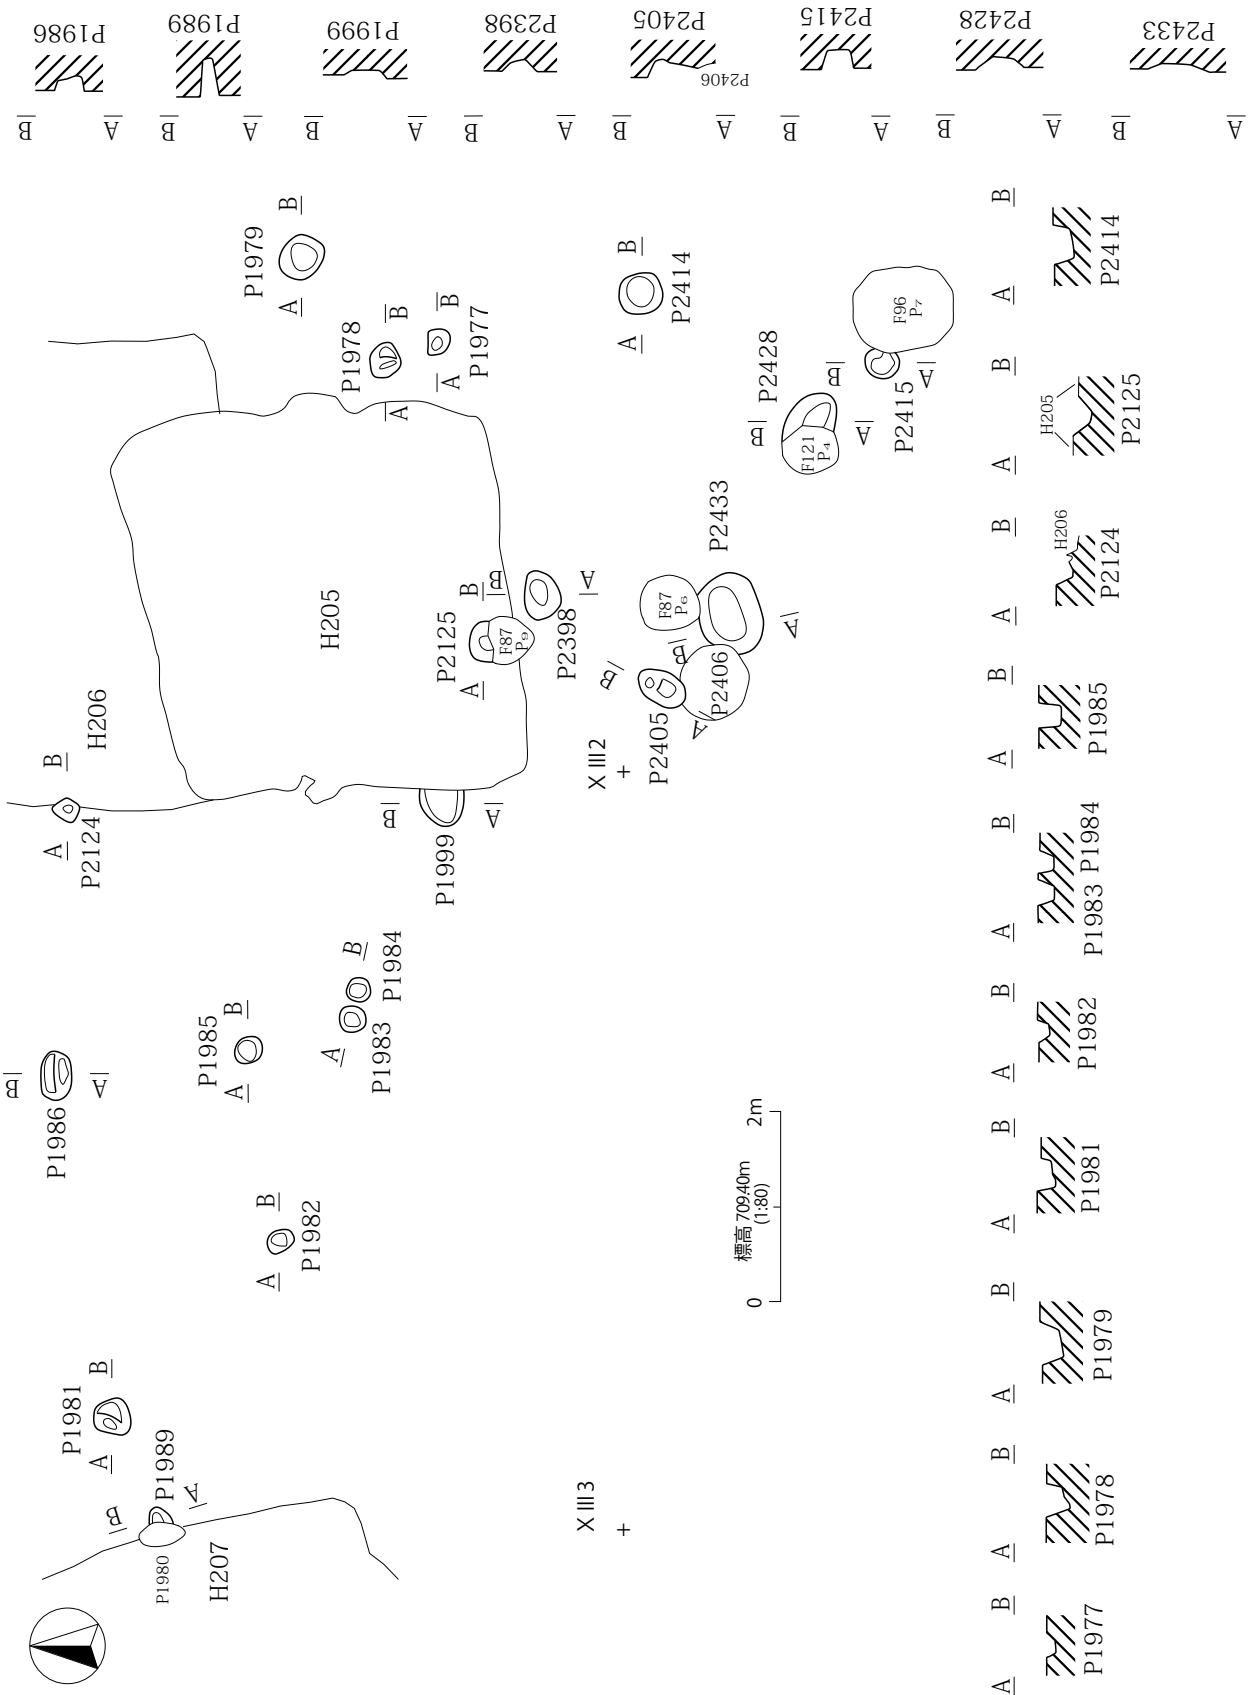 P1986
P1989
P1999
P2398
P2405
P2406
P2415
P2428
P2433
B A
B A
B A
B A
B A
B A
B A
B A
P1979
A B
P1978
A B
P1977
A B
P2414
A B
P2428
B A
P2415
B A
F96
P7
F121
P4
P2433
B A
F87
P6
H205
P2125
A B
F87
P9
P2398
B A
P2405
B A
P2406
XⅢ2
H206
P2124
A B
P1999
B A
P1986
B A
P1985
A B
P1984
P1983
A B
P1982
A B
P1981
A B
P1989
B A
P1980
H207
XⅢ3
標高 709.40m
(1:80)
0 2m
A B
P2414
A B
H205
P2125
A B
H206
P2124
A B
P1985
A B
P1983 P1984
A B
P1982
A B
P1981
A B
P1979
A B
P1978
A B
P1977